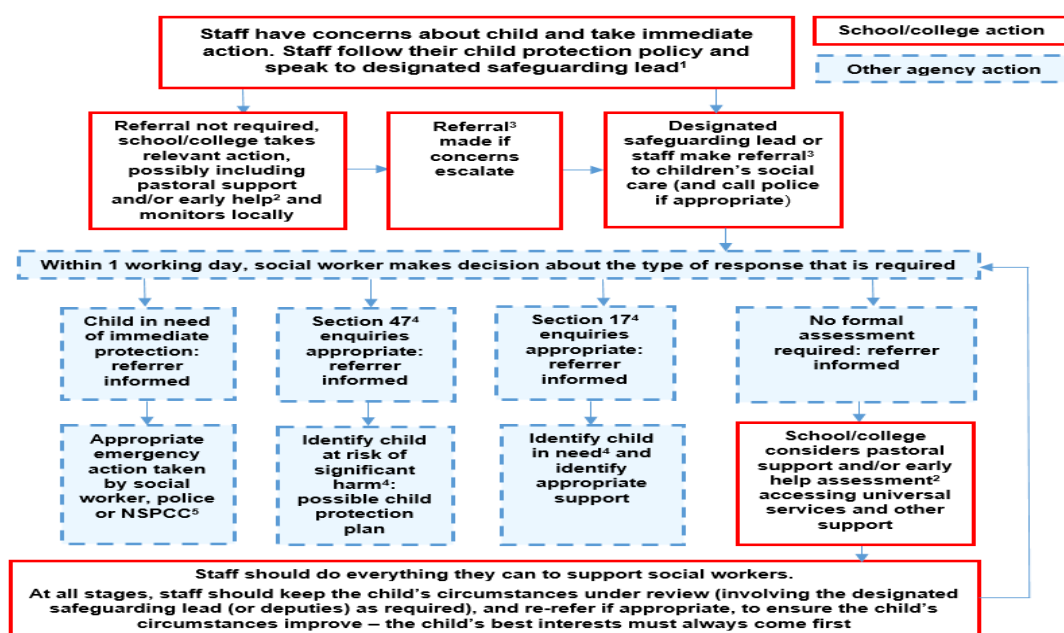 Staff have concerns about child and take immediate
action. Staff follow their child protection policy and
speak to designated safeguarding lead¹
School/college action
Other agency action
Referral not required,
school/college takes
relevant action,
possibly including
pastoral support
and/or early help² and
monitors locally
Referral³
made if
concerns
escalate
Designated
safeguarding lead or
staff make referral³
to children’s social
care (and call police
if appropriate)
Within 1 working day, social worker makes decision about the type of response that is required
Child in need
of immediate
protection:
referrer
informed
Section 47⁴
enquiries
appropriate:
referrer
informed
Section 17⁴
enquiries
appropriate:
referrer
informed
No formal
assessment
required: referrer
informed
Appropriate
emergency
action taken
by social
worker, police
or NSPCC⁵
Identify child
at risk of
significant
harm⁴:
possible child
protection
plan
Identify child
in need⁴ and
identify
appropriate
support
School/college
considers pastoral
support and/or early
help assessment²
accessing universal
services and other
support
Staff should do everything they can to support social workers.
At all stages, staff should keep the child’s circumstances under review (involving the designated
safeguarding lead (or deputies) as required), and re-refer if appropriate, to ensure the child’s
circumstances improve – the child’s best interests must always come first